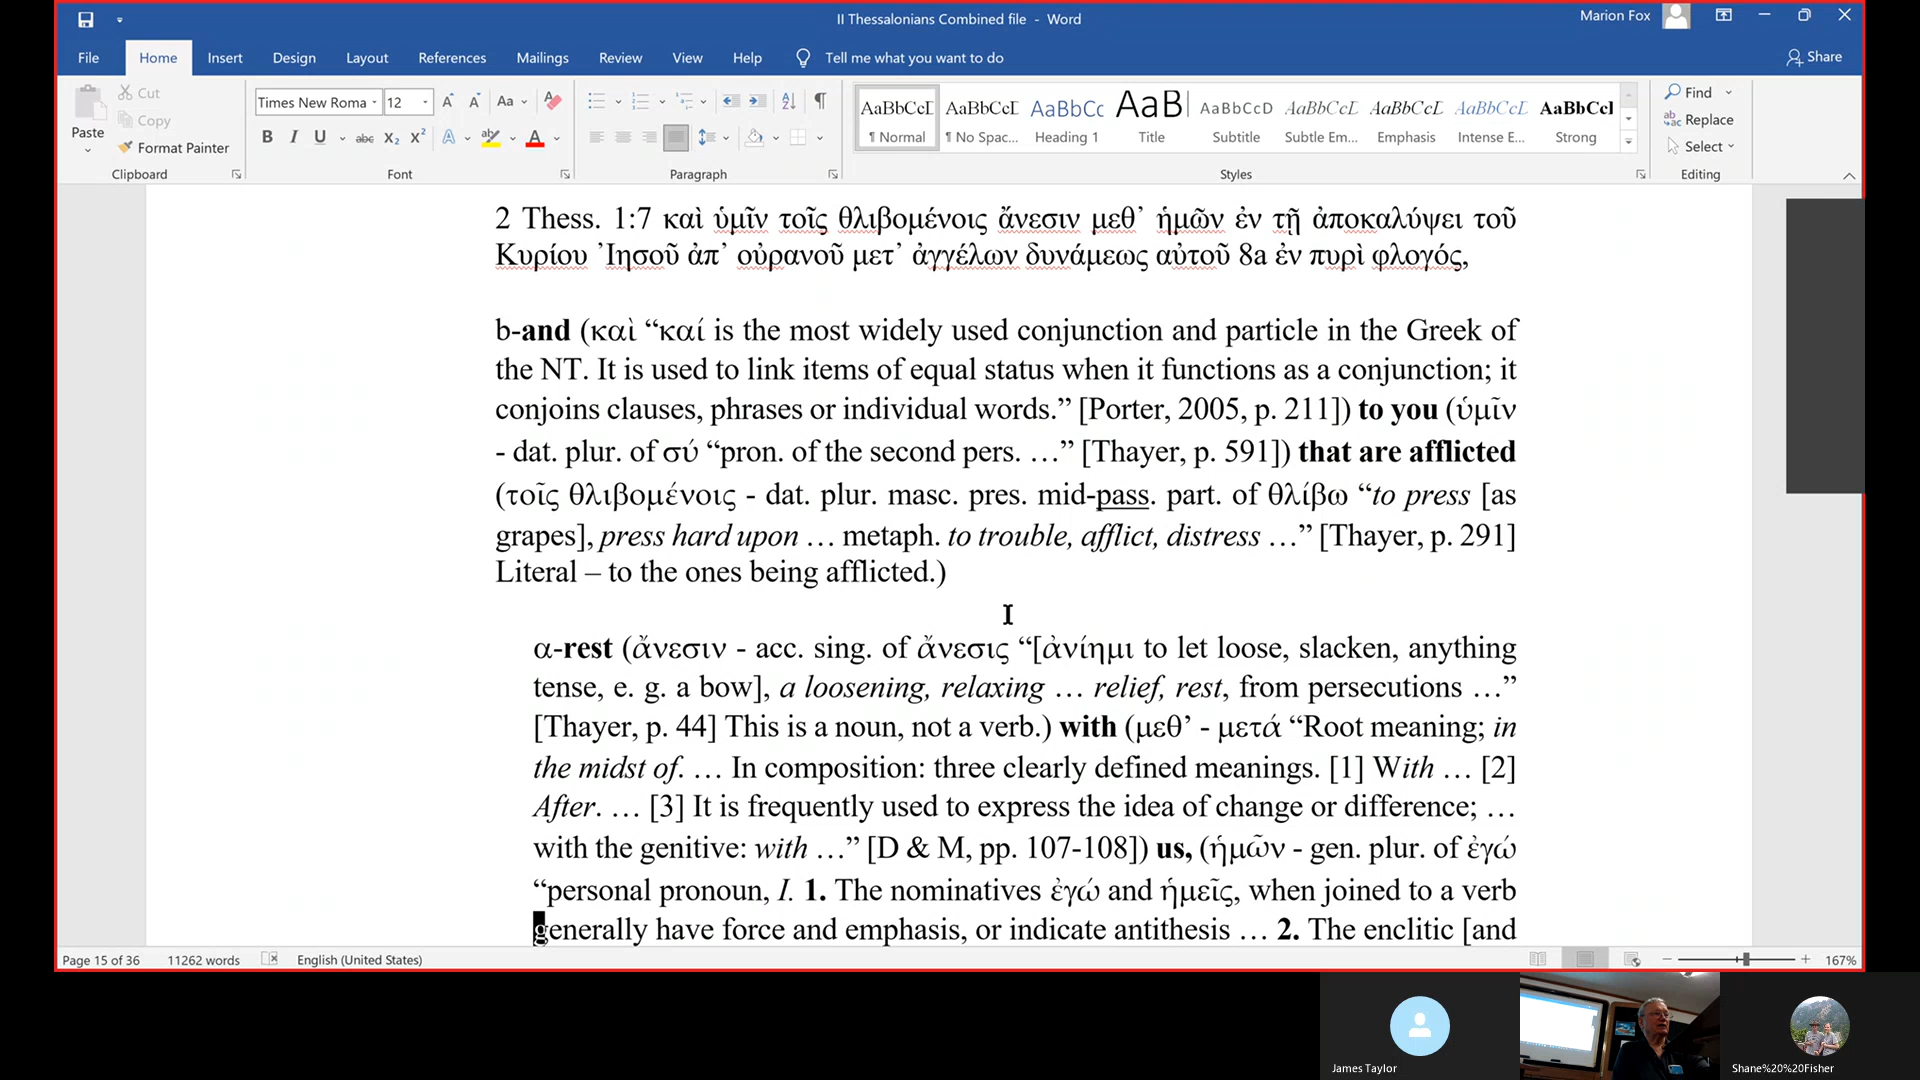 II Thessalonians Combined file - Word
Marion Fox
File Home Insert Design Layout References Mailings Review View Help Tell me what you want to do
Share
Paste
Cut
Copy
Format Painter
Clipboard
Times New Roma 12
Font
Paragraph
AaBbCcD AaBbCcD AaBbCc AaB AaBbCcD AaBbCcD AaBbCcD AaBbCcD AaBbCcl
¶ Normal ¶ No Spac... Heading 1 Title Subtitle Subtle Em... Emphasis Intense E... Strong
Styles
Find
Replace
Select
Editing
2 Thess. 1:7 καὶ ὑμῖν τοῖς θλιβομένοις ἄνεσιν μεθ᾽ ἡμῶν ἐν τῇ ἀποκαλύψει τοῦ
Κυρίου ᾽Ιησοῦ ἀπ᾽ οὐρανοῦ μετ᾽ ἀγγέλων δυνάμεως αὐτοῦ 8a ἐν πυρὶ φλογός,
b-and (καὶ “καί is the most widely used conjunction and particle in the Greek of
the NT. It is used to link items of equal status when it functions as a conjunction; it
conjoins clauses, phrases or individual words.” [Porter, 2005, p. 211]) to you (ὑμῖν
- dat. plur. of σύ “pron. of the second pers. …” [Thayer, p. 591]) that are afflicted
(τοῖς θλιβομένοις - dat. plur. masc. pres. mid-pass. part. of θλίβω “to press [as
grapes], press hard upon … metaph. to trouble, afflict, distress …” [Thayer, p. 291]
Literal – to the ones being afflicted.)
α-rest (ἄνεσιν - acc. sing. of ἄνεσις “[ἀνίημι to let loose, slacken, anything
tense, e. g. a bow], a loosening, relaxing … relief, rest, from persecutions …”
[Thayer, p. 44] This is a noun, not a verb.) with (μεθ’ - μετά “Root meaning; in
the midst of. … In composition: three clearly defined meanings. [1] With … [2]
After. … [3] It is frequently used to express the idea of change or difference; …
with the genitive: with …” [D & M, pp. 107-108]) us, (ἡμῶν - gen. plur. of ἐγώ
“personal pronoun, I. 1. The nominatives ἐγώ and ἡμεῖς, when joined to a verb
generally have force and emphasis, or indicate antithesis … 2. The enclitic [and
Page 15 of 36 11262 words English (United States) 167%
James Taylor
Shane%20%20Fisher